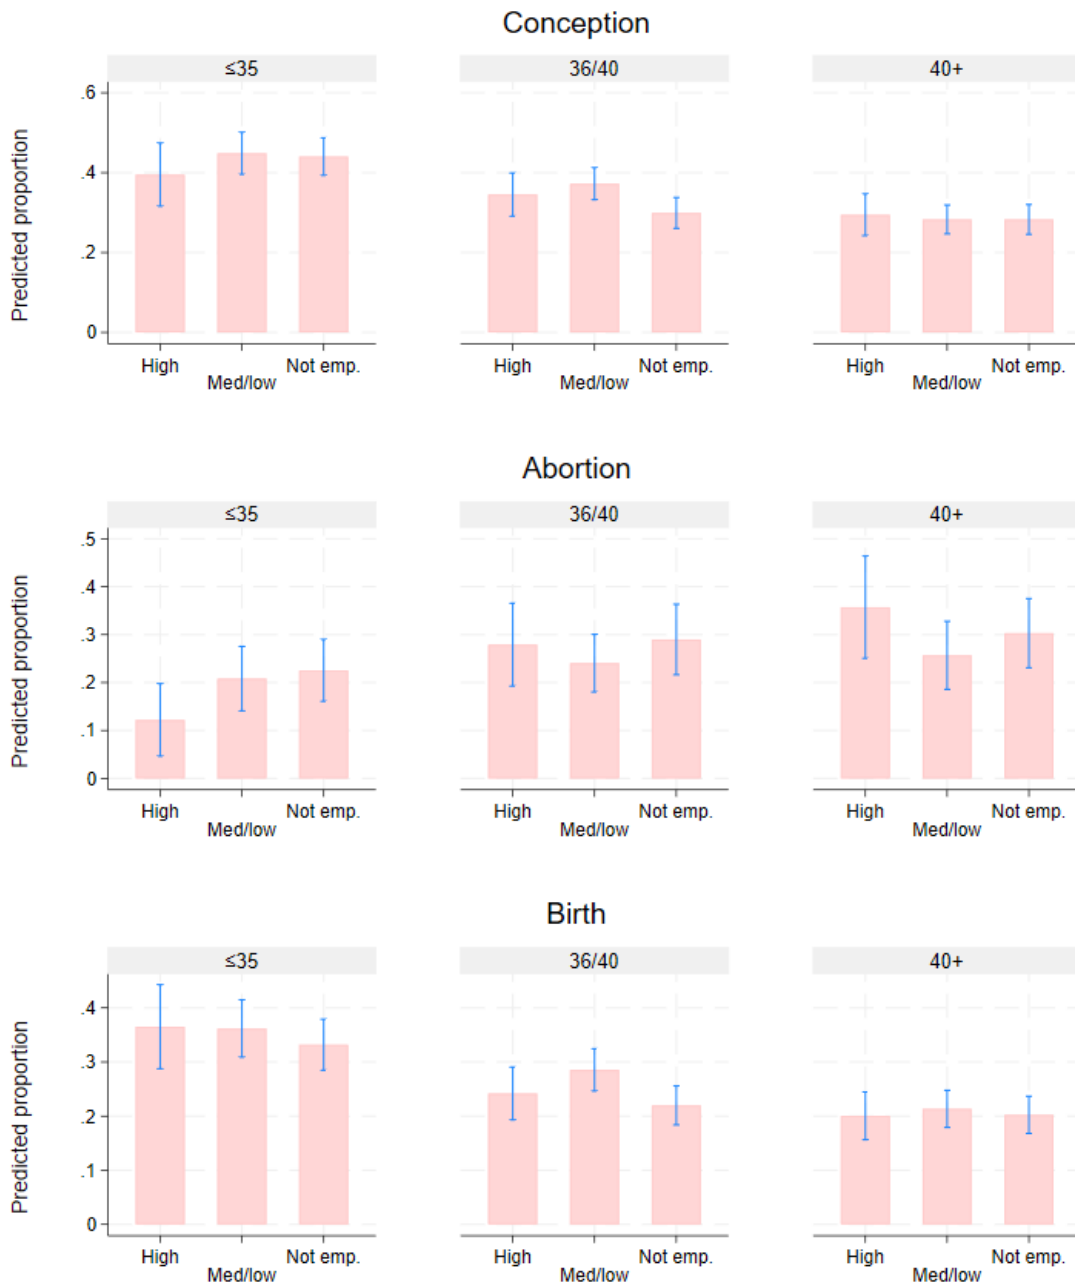 Conception
≤35
36/40
40+
Predicted proportion
.6
.4
.2
0
High
Med/low
Not emp.
High
Med/low
Not emp.
High
Med/low
Not emp.
Abortion
≤35
36/40
40+
Predicted proportion
.5
.4
.3
.2
.1
0
High
Med/low
Not emp.
High
Med/low
Not emp.
High
Med/low
Not emp.
Birth
≤35
36/40
40+
Predicted proportion
.4
.3
.2
.1
0
High
Med/low
Not emp.
High
Med/low
Not emp.
High
Med/low
Not emp.